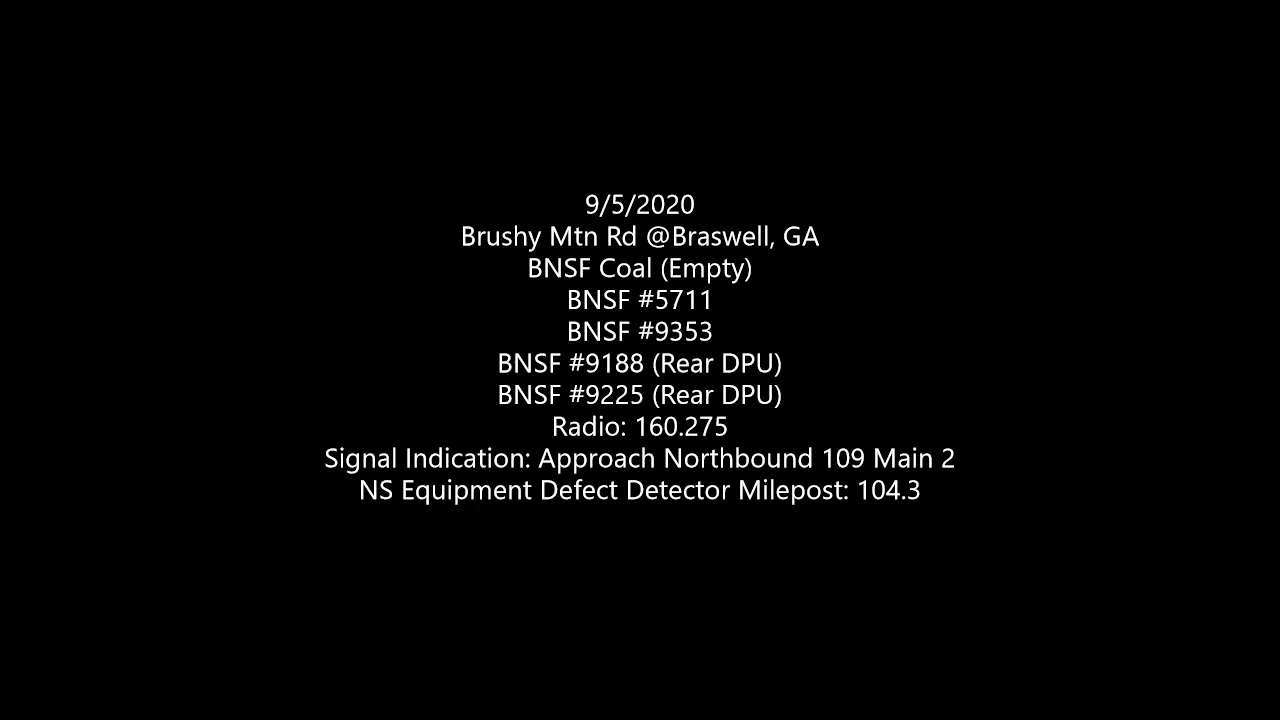 9/5/2020
Brushy Mtn Rd @Braswell, GA
BNSF Coal (Empty)
BNSF #5711
BNSF #9353
BNSF #9188 (Rear DPU)
BNSF #9225 (Rear DPU)
Radio: 160.275
Signal Indication: Approach Northbound 109 Main 2
NS Equipment Defect Detector Milepost: 104.3